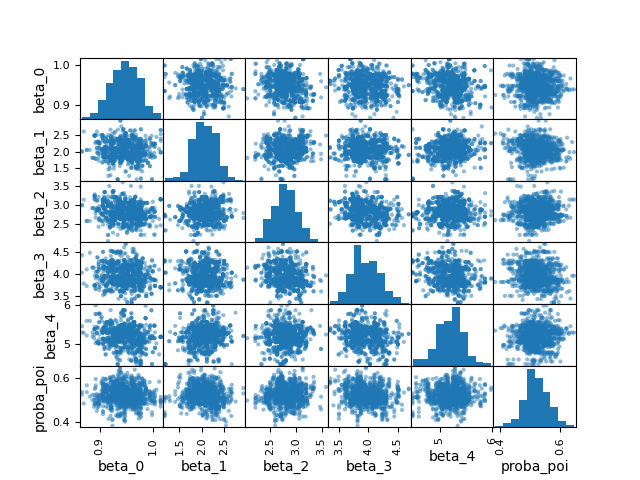 beta_0
1.0
0.9
beta_1
2.5
2.0
1.5
beta_2
3.5
3.0
2.5
beta_3
4.5
4.0
3.5
beta_4
6
5
proba_poi
0.6
0.4
0.9 1.0 1.5 2.0 2.5 2.5 3.0 3.5 3.5 4.0 4.5 5 6 0.4 0.6
beta_0 beta_1 beta_2 beta_3 beta_4 proba_poi